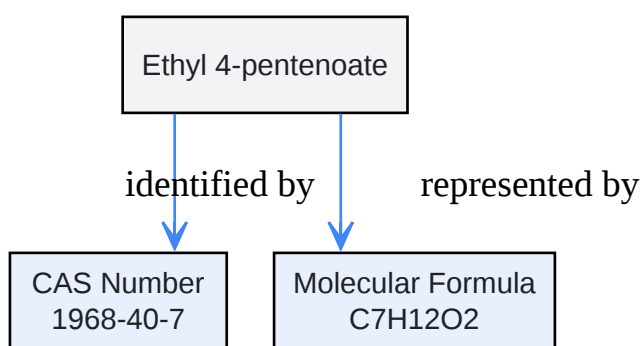 Ethyl 4-pentenoate
identified by
represented by
CAS Number
1968-40-7
Molecular Formula
C7H12O2